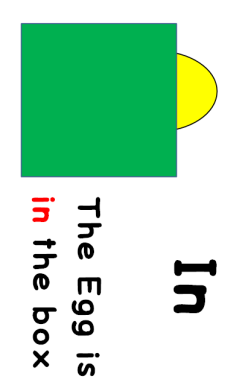 In
The Egg is
in the box